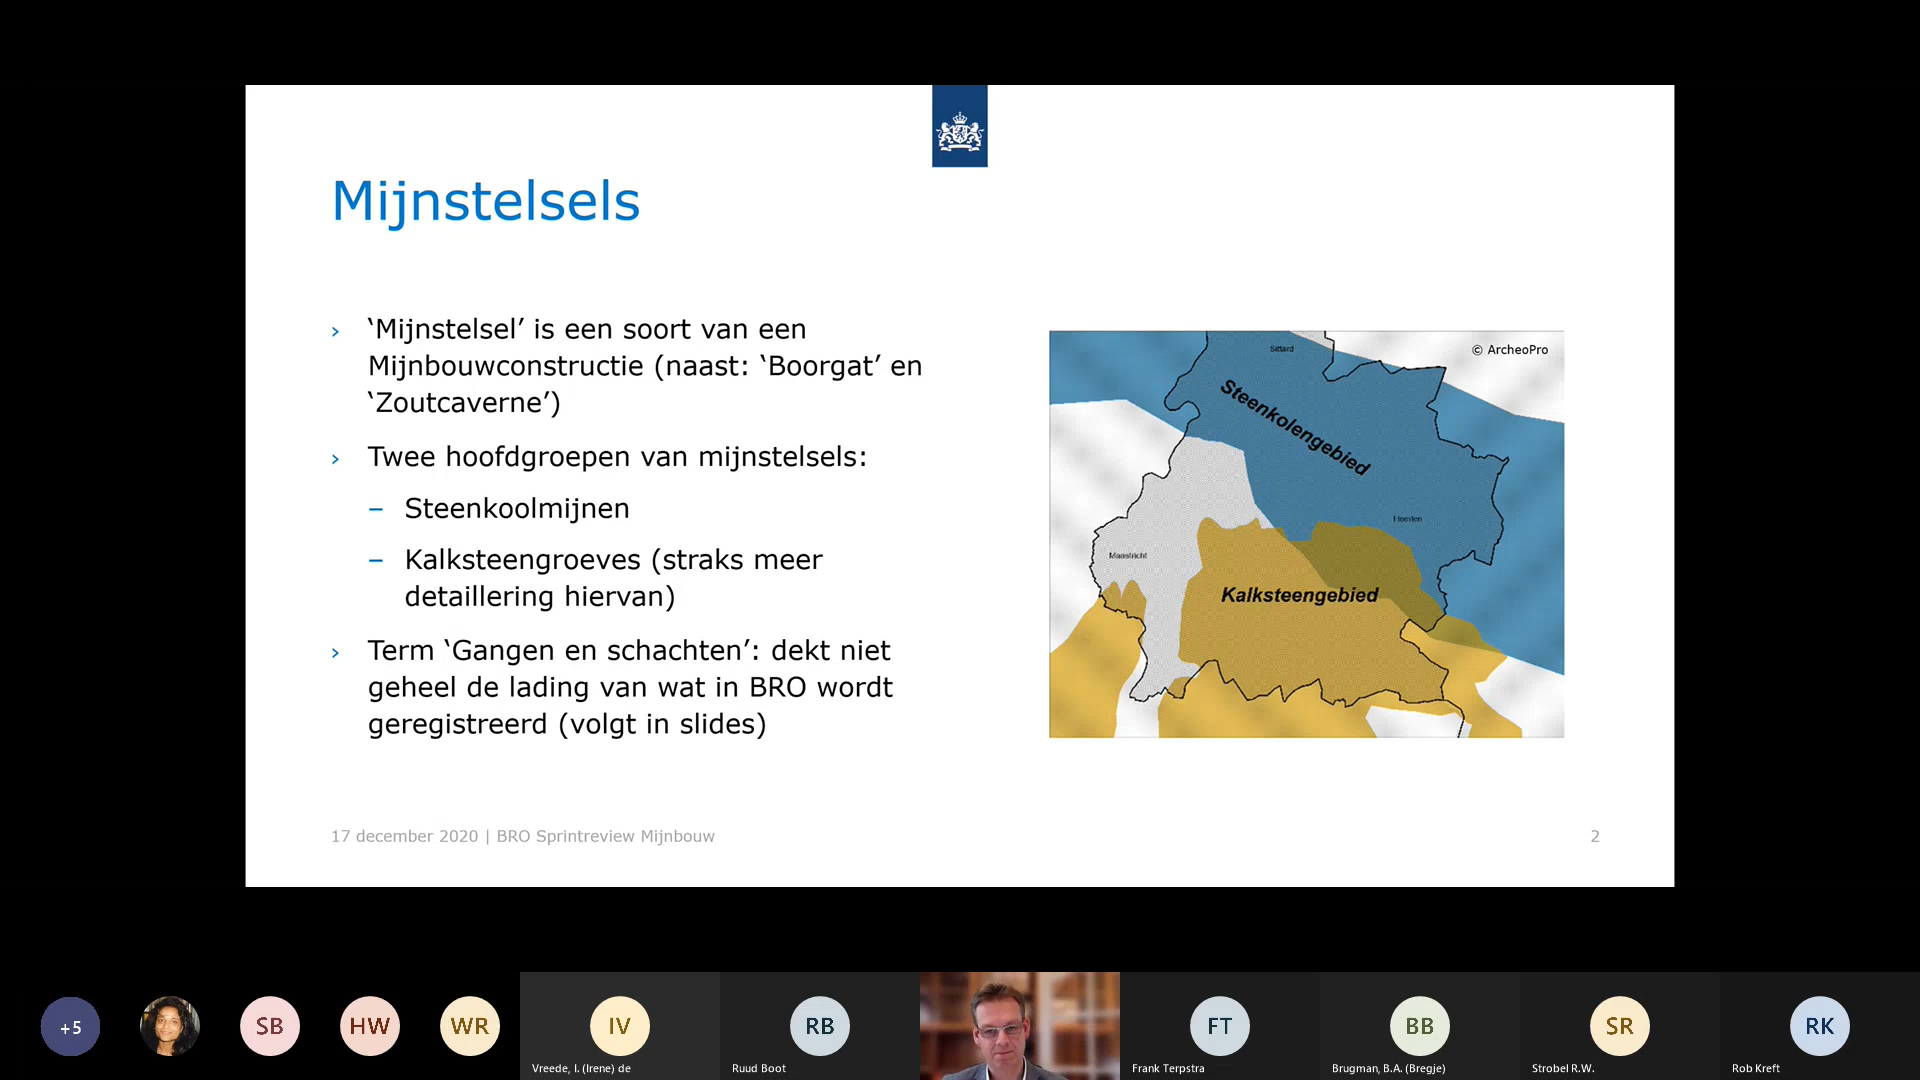 Mijnstelsels
› ‘Mijnstelsel’ is een soort van een
Mijnbouwconstructie (naast: ‘Boorgat’ en
‘Zoutcaverne’)
› Twee hoofdgroepen van mijnstelsels:
– Steenkoolmijnen
– Kalksteengroeves (straks meer
detaillering hiervan)
› Term ‘Gangen en schachten’: dekt niet
geheel de lading van wat in BRO wordt
geregistreerd (volgt in slides)
Sittard
© ArcheoPro
Steenkolengebied
Heerlen
Maastricht
Kalksteengebied
17 december 2020 | BRO Sprintreview Mijnbouw
2
+5
SB
HW
WR
IV
RB
FT
BB
SR
RK
Vreede, I. (Irene) de
Ruud Boot
Frank Terpstra
Brugman, B.A. (Bregje)
Strobel R.W.
Rob Kreft